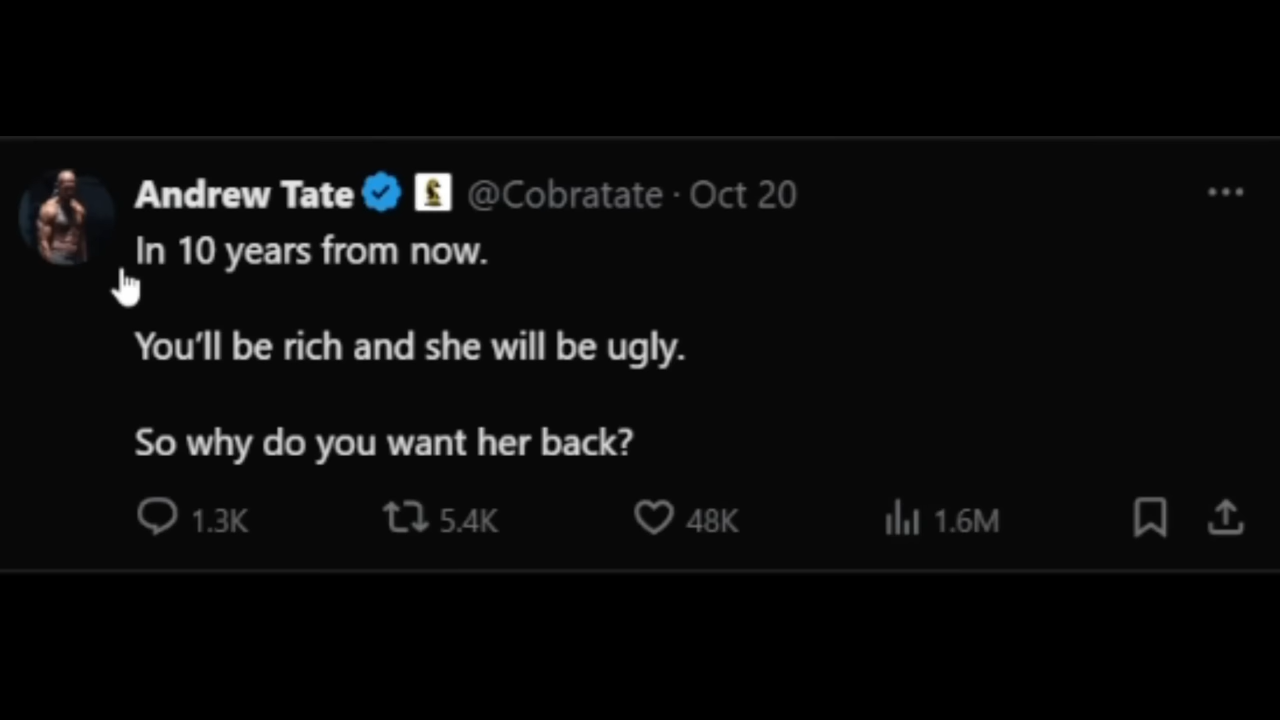 Andrew Tate @Cobratate · Oct 20
In 10 years from now.
You’ll be rich and she will be ugly.
So why do you want her back?
1.3K 5.4K 48K 1.6M